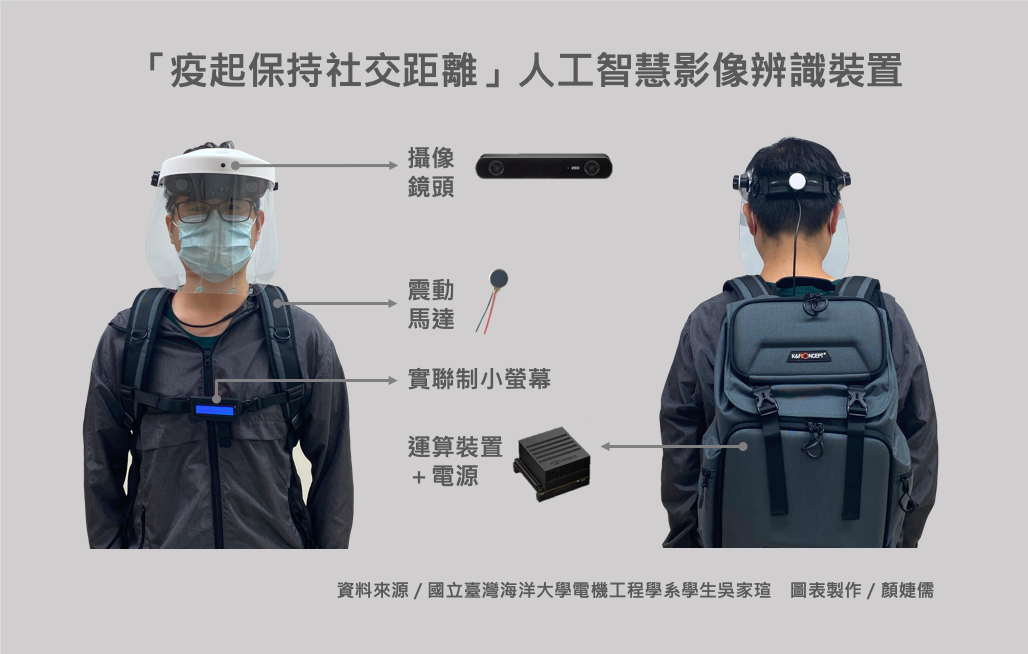 「疫起保持社交距離」人工智慧影像辨識裝置
攝像
鏡頭
震動
馬達
實聯制小螢幕
運算裝置
+電源
K&F CONCEPT
資料來源 / 國立臺灣海洋大學電機工程學系學生吳家瑄　圖表製作 / 顏婕儒